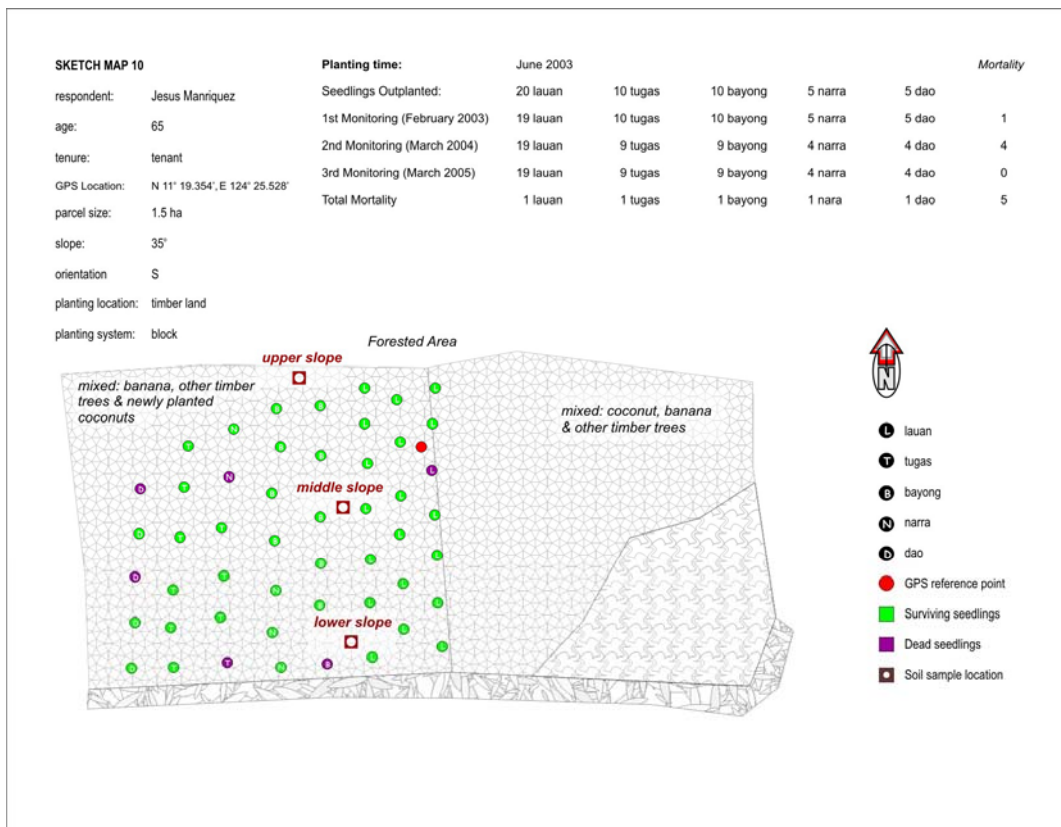 SKETCH MAP 10
respondent: Jesus Manriquez
age: 65
tenure: tenant
GPS Location: N 11° 19.354', E 124° 25.528'
parcel size: 1.5 ha
slope: 35°
orientation S
planting location: timber land
planting system: block
Planting time: June 2003 Mortality
Seedlings Outplanted: 20 lauan 10 tugas 10 bayong 5 narra 5 dao
1st Monitoring (February 2003) 19 lauan 10 tugas 10 bayong 5 narra 5 dao 1
2nd Monitoring (March 2004) 19 lauan 9 tugas 9 bayong 4 narra 4 dao 4
3rd Monitoring (March 2005) 19 lauan 9 tugas 9 bayong 4 narra 4 dao 0
Total Mortality 1 lauan 1 tugas 1 bayong 1 nara 1 dao 5
Forested Area
upper slope
mixed: banana, other timber
trees & newly planted
coconuts
mixed: coconut, banana
& other timber trees
middle slope
lower slope
N
L lauan
T tugas
B bayong
N narra
D dao
GPS reference point
Surviving seedlings
Dead seedlings
Soil sample location